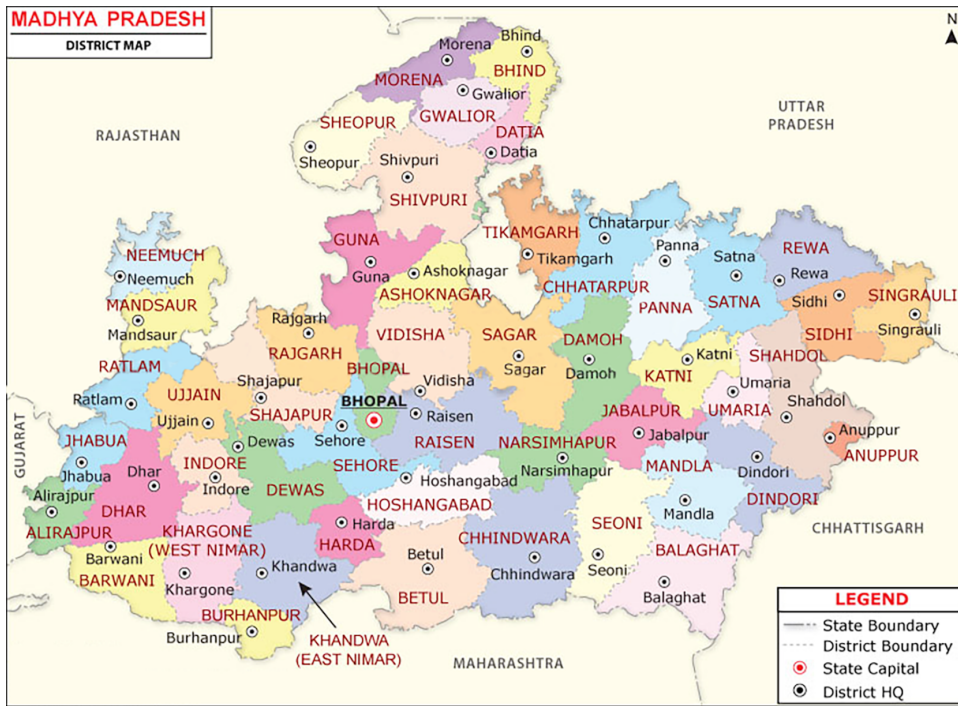 MADHYA PRADESH
DISTRICT MAP
N
RAJASTHAN
UTTAR
PRADESH
GUJARAT
CHHATTISGARH
MAHARASHTRA
Morena
MORENA
Bhind
BHIND
Gwalior
GWALIOR
SHEOPUR
Sheopur
DATIA
Datia
Shivpuri
SHIVPURI
GUNA
Guna
Ashoknagar
ASHOKNAGAR
TIKAMGARH
Tikamgarh
Chhatarpur
CHHATARPUR
Panna
PANNA
Satna
SATNA
REWA
Rewa
Sidhi
SIDHI
SINGRAULI
Singrauli
NEEMUCH
Neemuch
MANDSAUR
Mandsaur
Rajgarh
RAJGARH
VIDISHA
Vidisha
SAGAR
Sagar
DAMOH
Damoh
Katni
KATNI
SHAHDOL
Shahdol
RATLAM
Ratlam
UJJAIN
Ujjain
Shajapur
SHAJAPUR
BHOPAL
BHOPAL
Sehore
SEHORE
Raisen
RAISEN
NARSIMHAPUR
Narsimhapur
JABALPUR
Jabalpur
Umaria
UMARIA
Anuppur
ANUPPUR
JHABUA
Jhabua
Dhar
DHAR
INDORE
Indore
Dewas
DEWAS
Hoshangabad
HOSHANGABAD
MANDLA
Mandla
Dindori
DINDORI
Alirajpur
ALIRAJPUR
Barwani
BARWANI
KHARGONE
(WEST NIMAR)
Khargone
Khandwa
Harda
HARDA
Betul
BETUL
CHHINDWARA
Chhindwara
SEONI
Seoni
BALAGHAT
Balaghat
BURHANPUR
Burhanpur
KHANDWA
(EAST NIMAR)
LEGEND
State Boundary
District Boundary
State Capital
District HQ